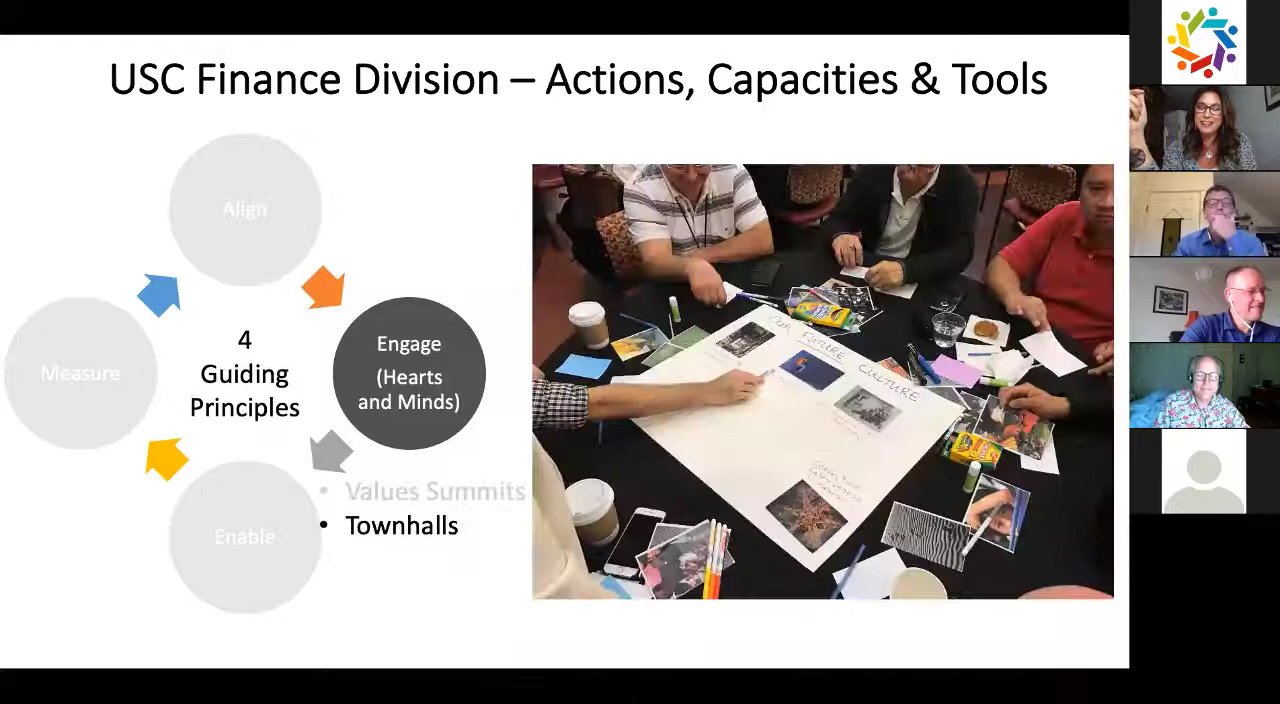 USC Finance Division – Actions, Capacities & Tools
Align
4
Guiding
Principles
Engage
(Hearts
and Minds)
Measure
Enable
• Values Summits
• Townhalls
OUR FUTURE CULTURE